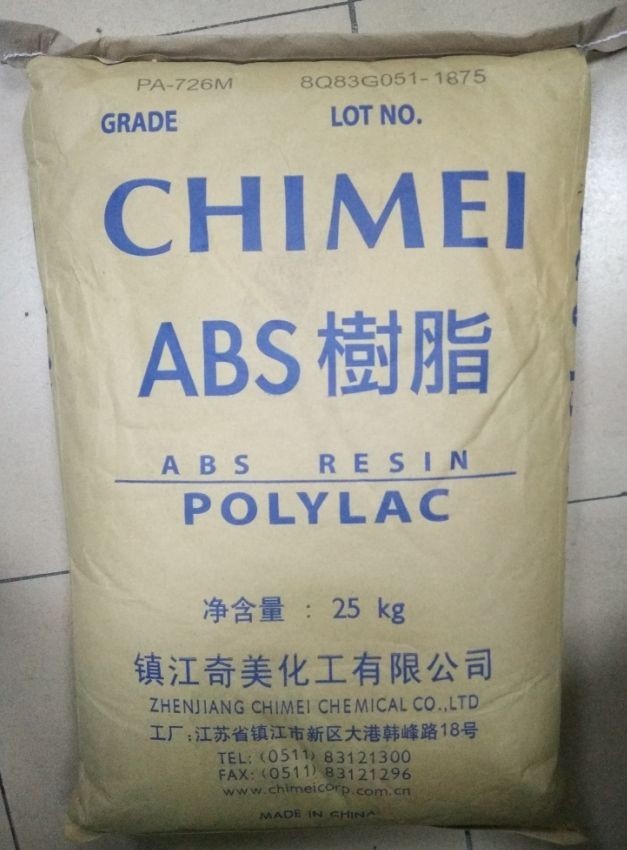 PA-726M 8Q83G051-1875
GRADE LOT NO.
CHIMEI
ABS樹脂
ABS RESIN
POLYLAC
净含量 : 25 kg
镇江奇美化工有限公司
ZHENJIANG CHIMEI CHEMICAL CO.,LTD
工厂:江苏省镇江市新区大港韩峰路18号
TEL: (0511) 83121300
FAX: (0511) 83121296
www.chimeicorp.com.cn
MADE IN CHINA